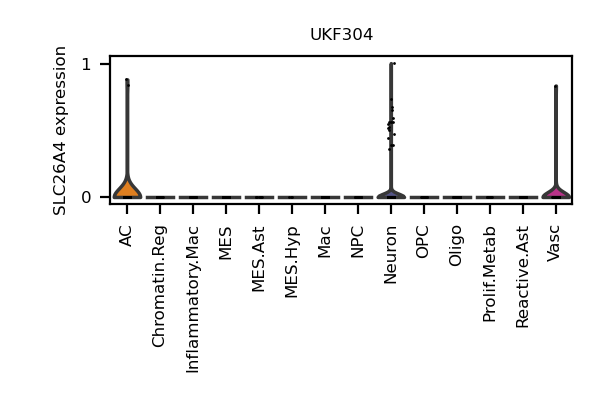 UKF304
SLC26A4 expression
1
0
AC
Chromatin.Reg
Inflammatory.Mac
MES
MES.Ast
MES.Hyp
Mac
NPC
Neuron
OPC
Oligo
Prolif.Metab
Reactive.Ast
Vasc